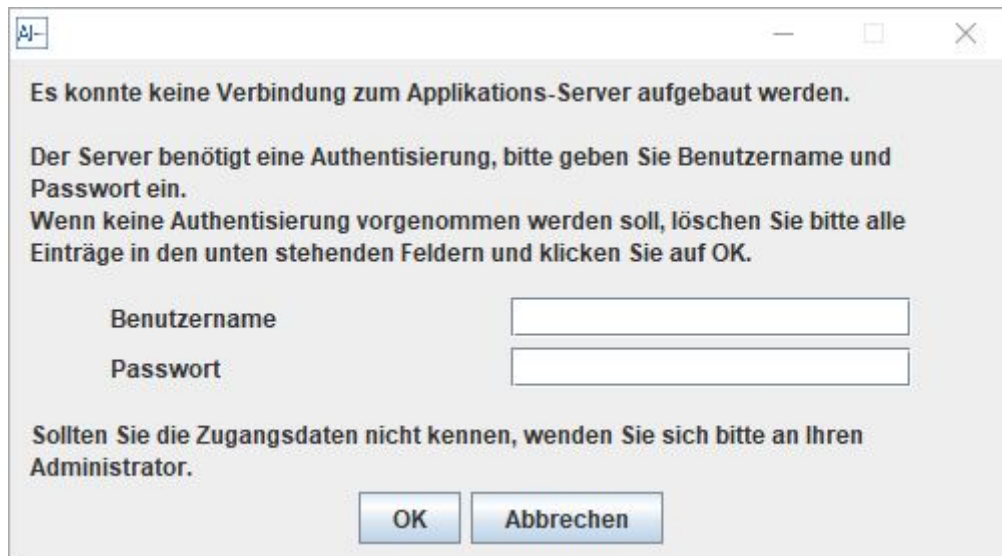 AJ-
Es konnte keine Verbindung zum Applikations-Server aufgebaut werden.
Der Server benötigt eine Authentisierung, bitte geben Sie Benutzername und
Passwort ein.
Wenn keine Authentisierung vorgenommen werden soll, löschen Sie bitte alle
Einträge in den unten stehenden Feldern und klicken Sie auf OK.
Benutzername
Passwort
Sollten Sie die Zugangsdaten nicht kennen, wenden Sie sich bitte an Ihren
Administrator.
OK Abbrechen